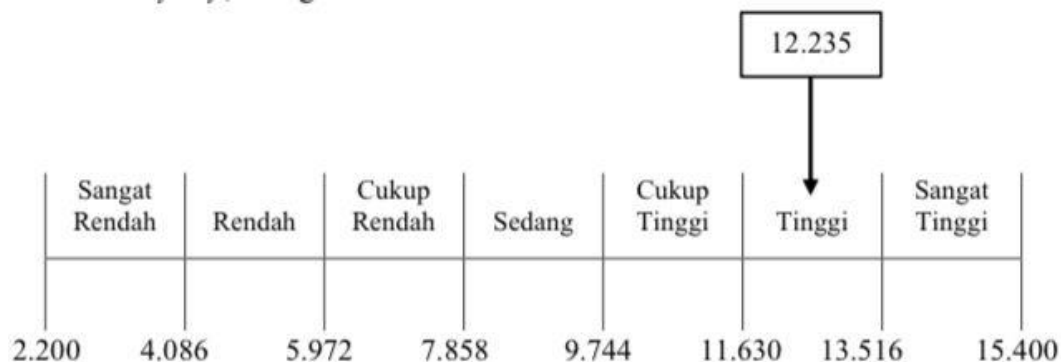 12.235
Sangat Rendah
Rendah
Cukup Rendah
Sedang
Cukup Tinggi
Tinggi
Sangat Tinggi
2.200 4.086 5.972 7.858 9.744 11.630 13.516 15.400